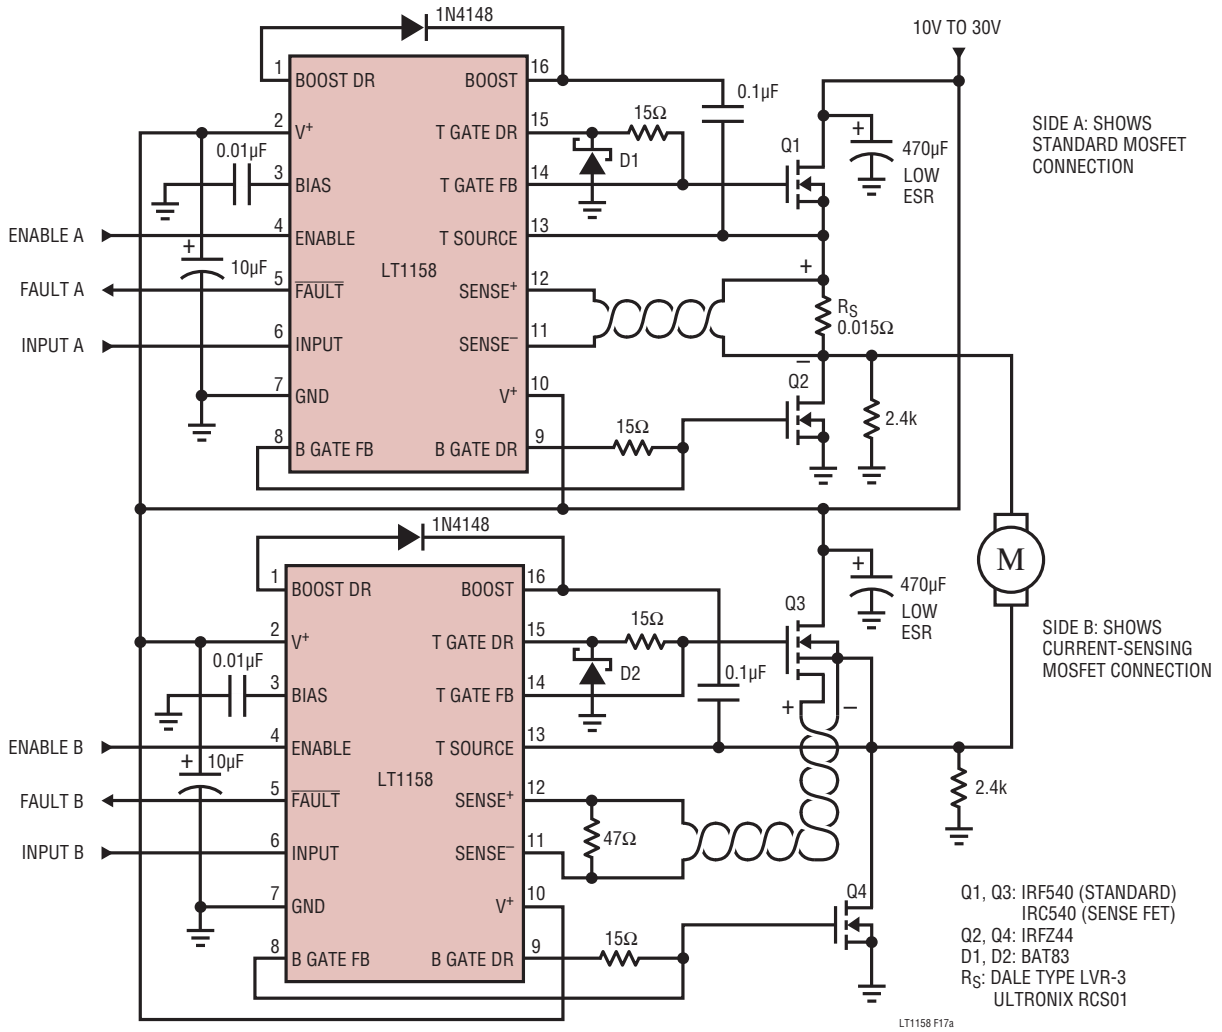 1N4148
10V TO 30V
1 BOOST DR
BOOST 16
0.1µF
2 V+
T GATE DR 15
15Ω
0.01µF
D1
Q1
+
470µF
LOW
ESR
SIDE A: SHOWS
STANDARD MOSFET
CONNECTION
3 BIAS
T GATE FB 14
ENABLE A
4 ENABLE
T SOURCE 13
+
10µF
LT1158
+
FAULT A
5 FAULT
SENSE+ 12
RS
0.015Ω
INPUT A
6 INPUT
SENSE– 11
–
7 GND
V+ 10
Q2
2.4k
8 B GATE FB
B GATE DR 9
15Ω
1N4148
M
1 BOOST DR
BOOST 16
+
470µF
LOW
ESR
Q3
2 V+
T GATE DR 15
15Ω
SIDE B: SHOWS
CURRENT-SENSING
MOSFET CONNECTION
0.01µF
D2
0.1µF
3 BIAS
T GATE FB 14
+
–
ENABLE B
4 ENABLE
T SOURCE 13
+
10µF
LT1158
2.4k
FAULT B
5 FAULT
SENSE+ 12
47Ω
INPUT B
6 INPUT
SENSE– 11
7 GND
V+ 10
Q4
8 B GATE FB
B GATE DR 9
15Ω
Q1, Q3: IRF540 (STANDARD)
IRC540 (SENSE FET)
Q2, Q4: IRFZ44
D1, D2: BAT83
RS: DALE TYPE LVR-3
ULTRONIX RCS01
LT1158 F17a